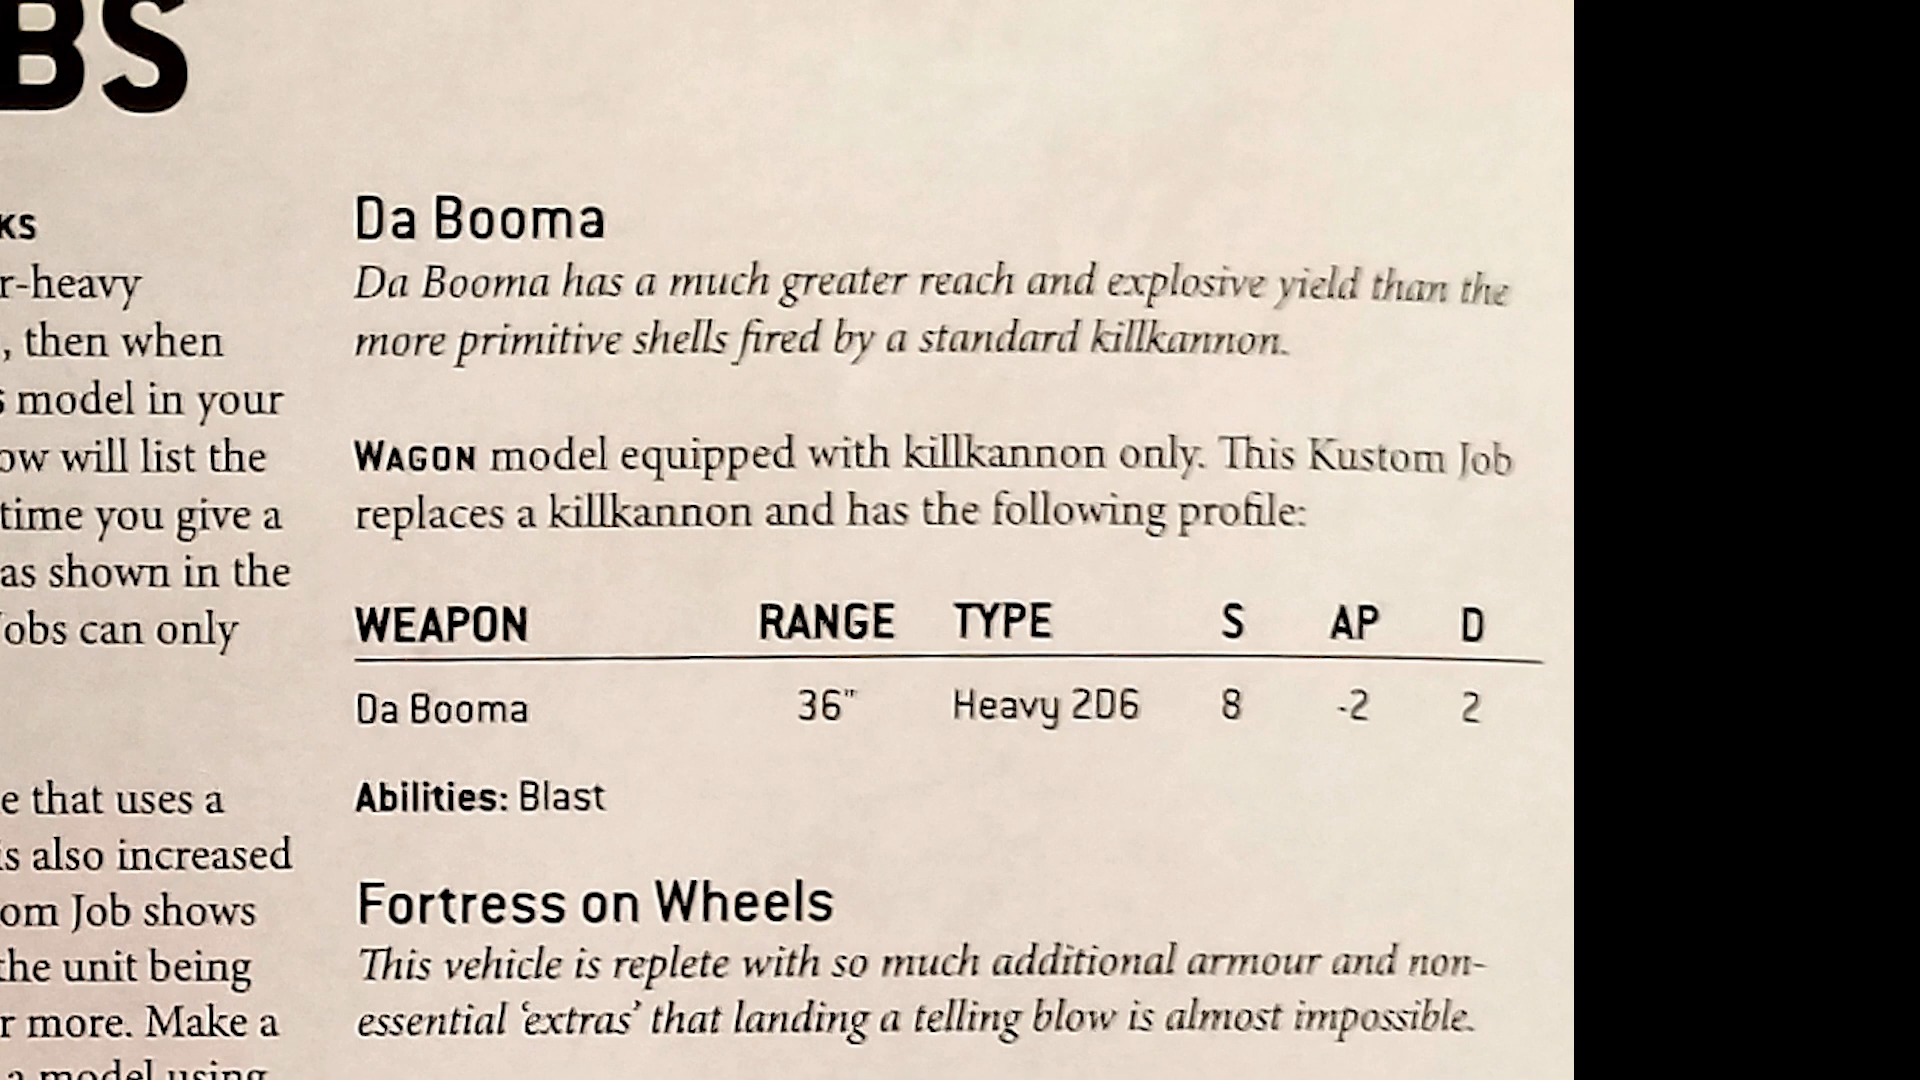 BS
ks
r-heavy
, then when
s model in your
ow will list the
time you give a
as shown in the
Jobs can only
e that uses a
is also increased
om Job shows
the unit being
r more. Make a
a model using
Da Booma
Da Booma has a much greater reach and explosive yield than the
more primitive shells fired by a standard killkannon.
WAGON model equipped with killkannon only. This Kustom Job
replaces a killkannon and has the following profile:
WEAPON RANGE TYPE S AP D
Da Booma 36" Heavy 2D6 8 -2 2
Abilities: Blast
Fortress on Wheels
This vehicle is replete with so much additional armour and non-
essential ‘extras’ that landing a telling blow is almost impossible.